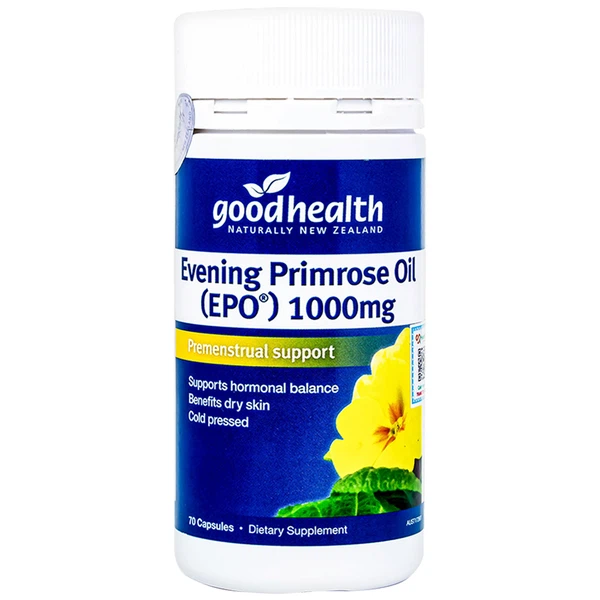 goodhealth
NATURALLY NEW ZEALAND
Evening Primrose Oil
(EPO®) 1000mg
Premenstrual support
Supports hormonal balance
Benefits dry skin
Cold pressed
70 Capsules • Dietary Supplement